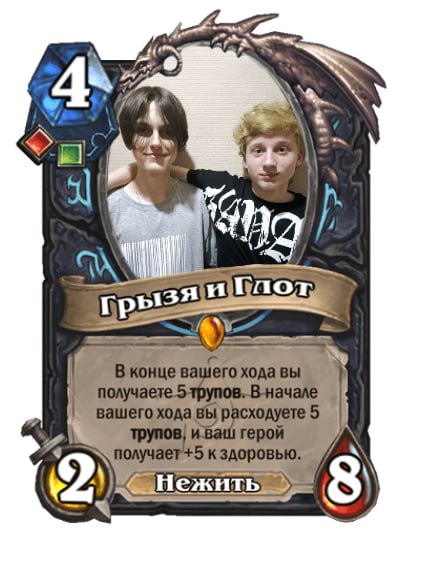 4
Грызя и Глот
В конце вашего хода вы
получаете 5 трупов. В начале
вашего хода вы расходуете 5
трупов, и ваш герой
получает +5 к здоровью.
2
Нежить
8